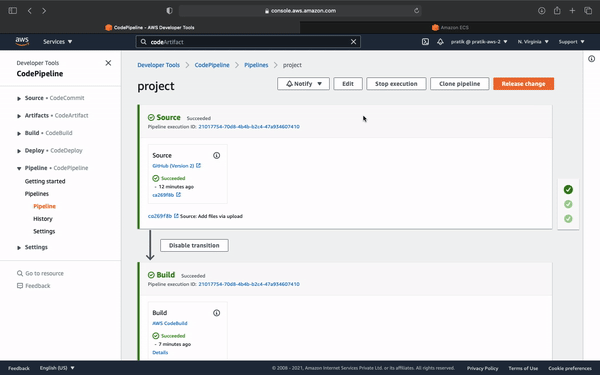 console.aws.amazon.com
CodePipeline - AWS Developer Tools
Amazon ECS
aws
Services
codeArtifact
pratik @ pratik-aws-2
N. Virginia
Support
Developer Tools
CodePipeline
Source • CodeCommit
Artifacts • CodeArtifact
Build • CodeBuild
Deploy • CodeDeploy
Pipeline • CodePipeline
Getting started
Pipelines
Pipeline
History
Settings
Settings
Go to resource
Feedback
Developer Tools
CodePipeline
Pipelines
project
project
Notify
Edit
Stop execution
Clone pipeline
Release change
Source Succeeded
Pipeline execution ID: 21017754-70d8-4b4b-b2c4-47a934607410
Source
GitHub (Version 2)
Succeeded
- 12 minutes ago
ca269f8b
ca269f8b Source: Add files via upload
Disable transition
Build Succeeded
Pipeline execution ID: 21017754-70d8-4b4b-b2c4-47a934607410
Build
AWS CodeBuild
Succeeded
- 7 minutes ago
Details
Feedback
English (US)
© 2008 - 2021, Amazon Internet Services Private Ltd. or its affiliates. All rights reserved.
Privacy Policy
Terms of Use
Cookie preferences